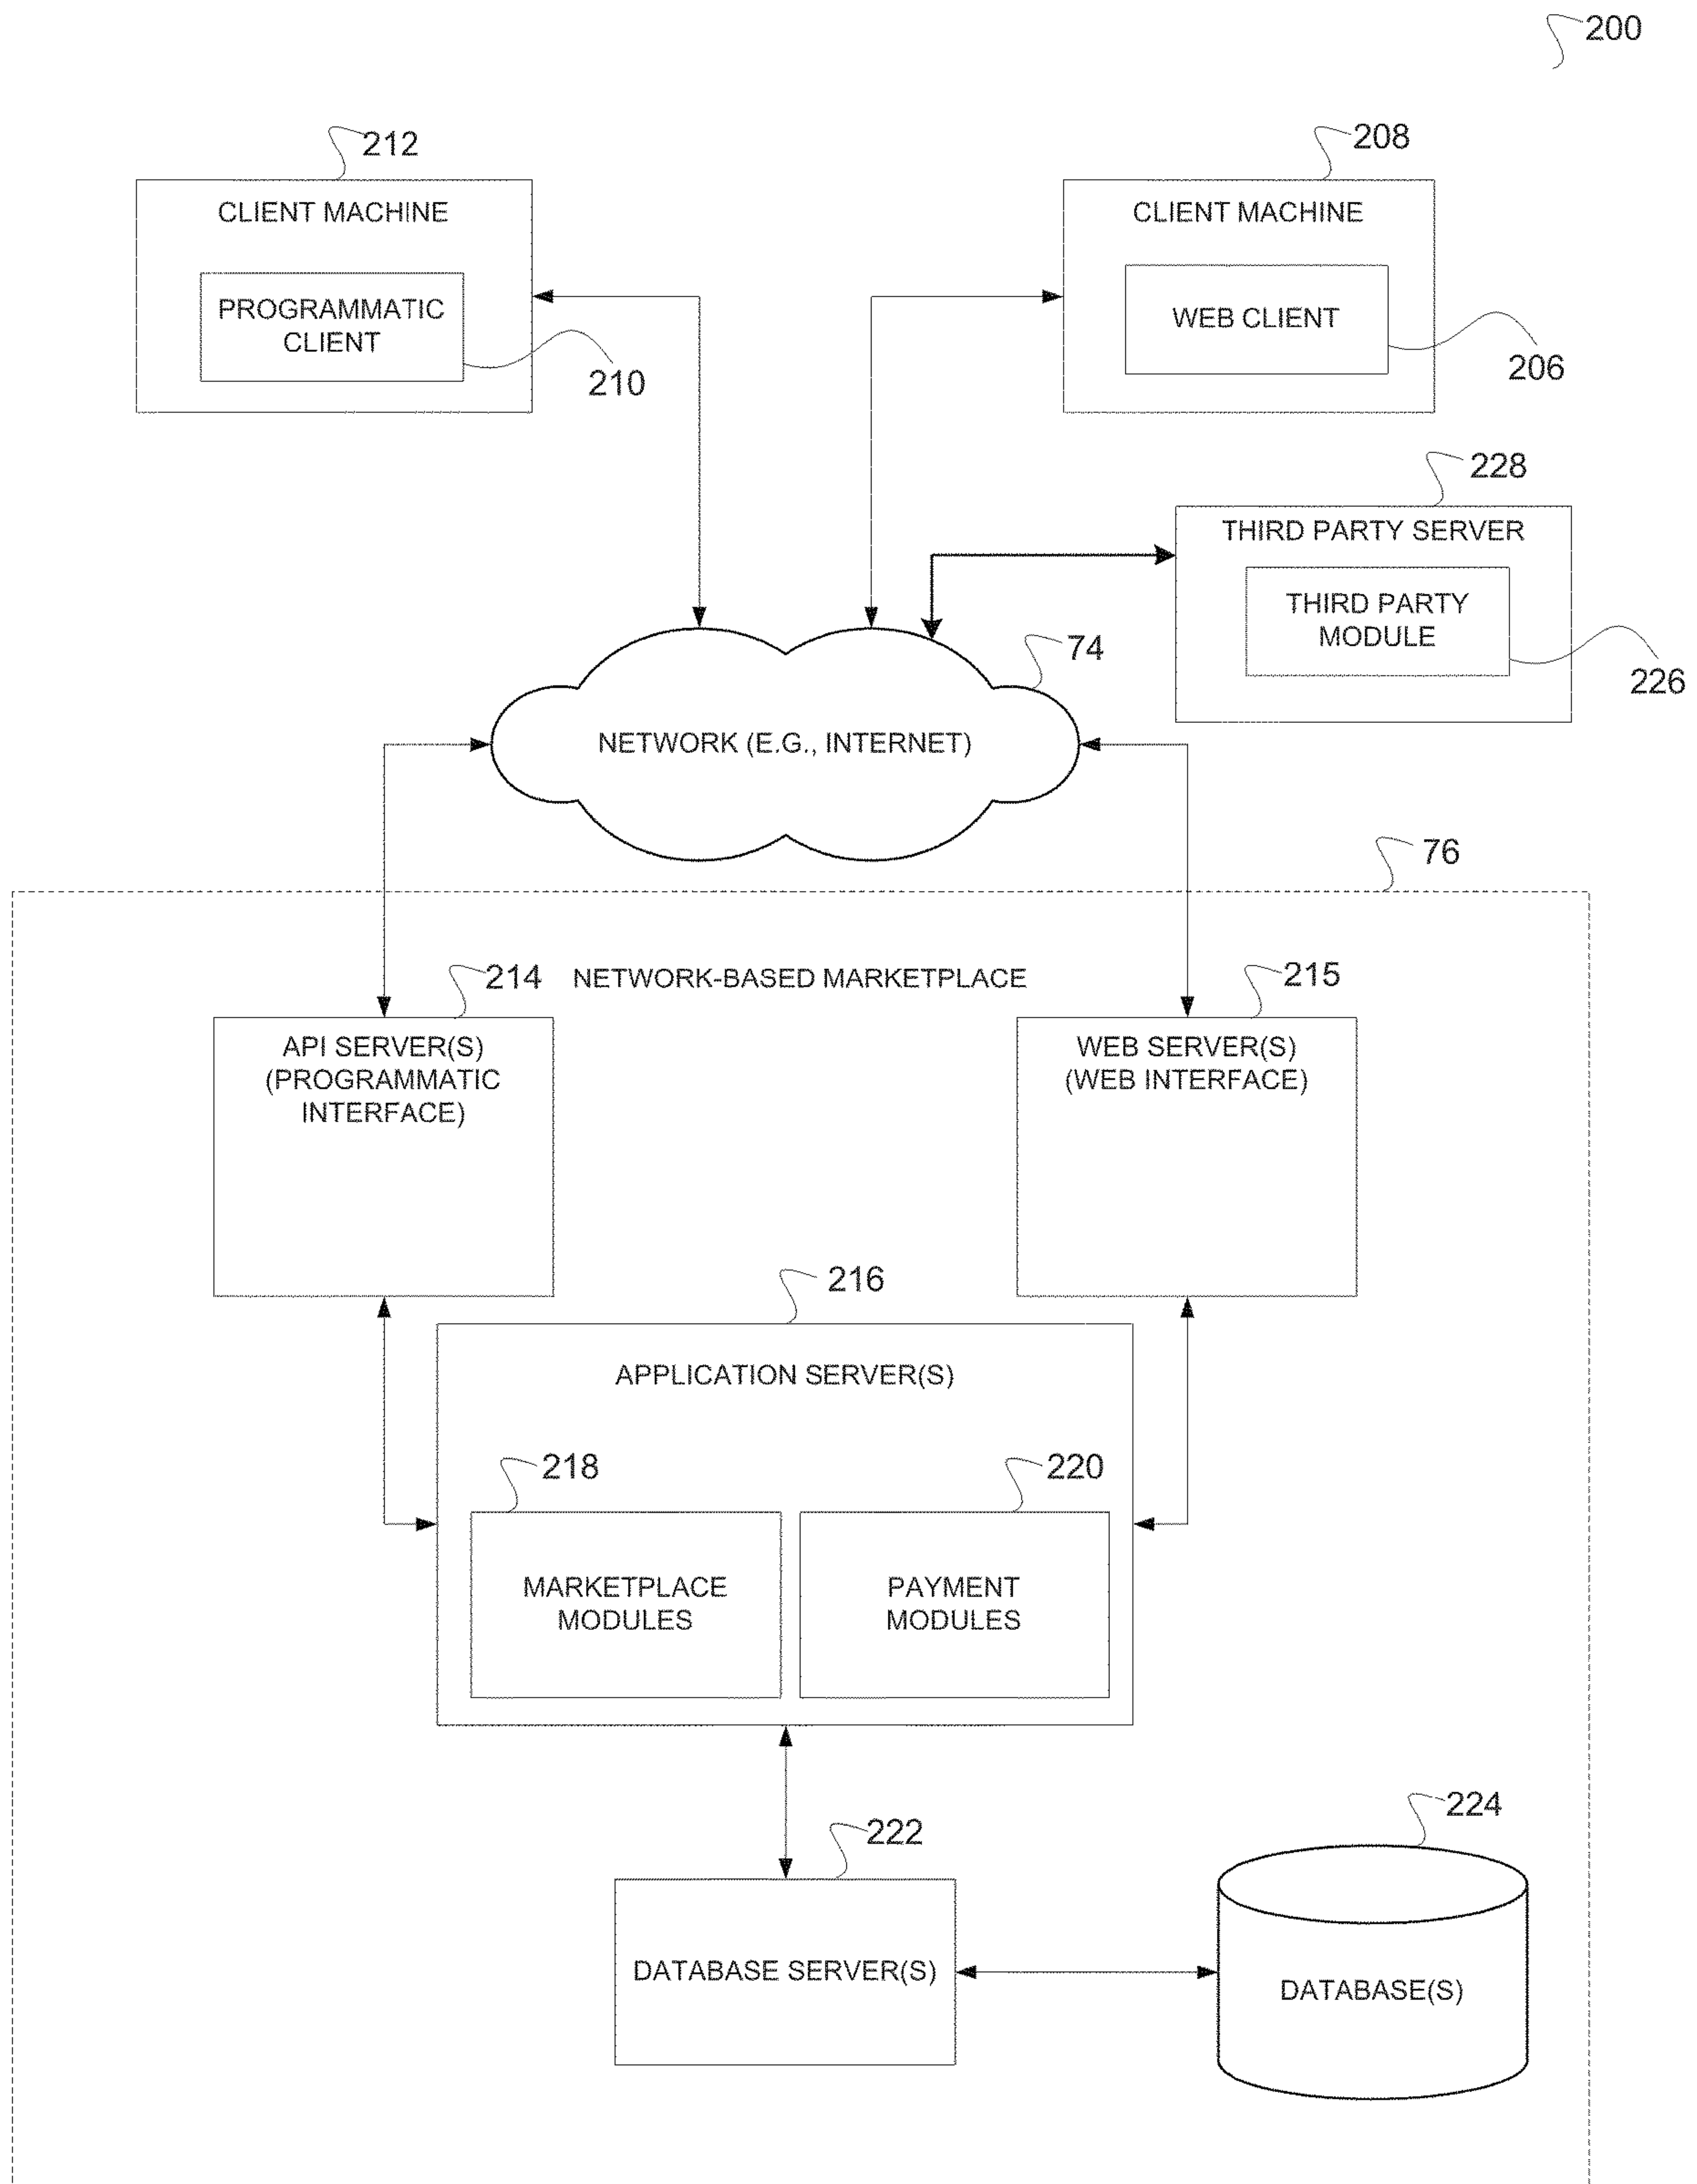 200
212
208
CLIENT MACHINE
CLIENT MACHINE
PROGRAMMATIC
CLIENT
WEB CLIENT
210
206
228
THIRD PARTY SERVER
THIRD PARTY
MODULE
226
74
NETWORK (E.G., INTERNET)
76
NETWORK-BASED MARKETPLACE
214
215
API SERVER(S)
(PROGRAMMATIC
INTERFACE)
WEB SERVER(S)
(WEB INTERFACE)
216
APPLICATION SERVER(S)
218
220
MARKETPLACE
MODULES
PAYMENT
MODULES
222
224
DATABASE SERVER(S)
DATABASE(S)